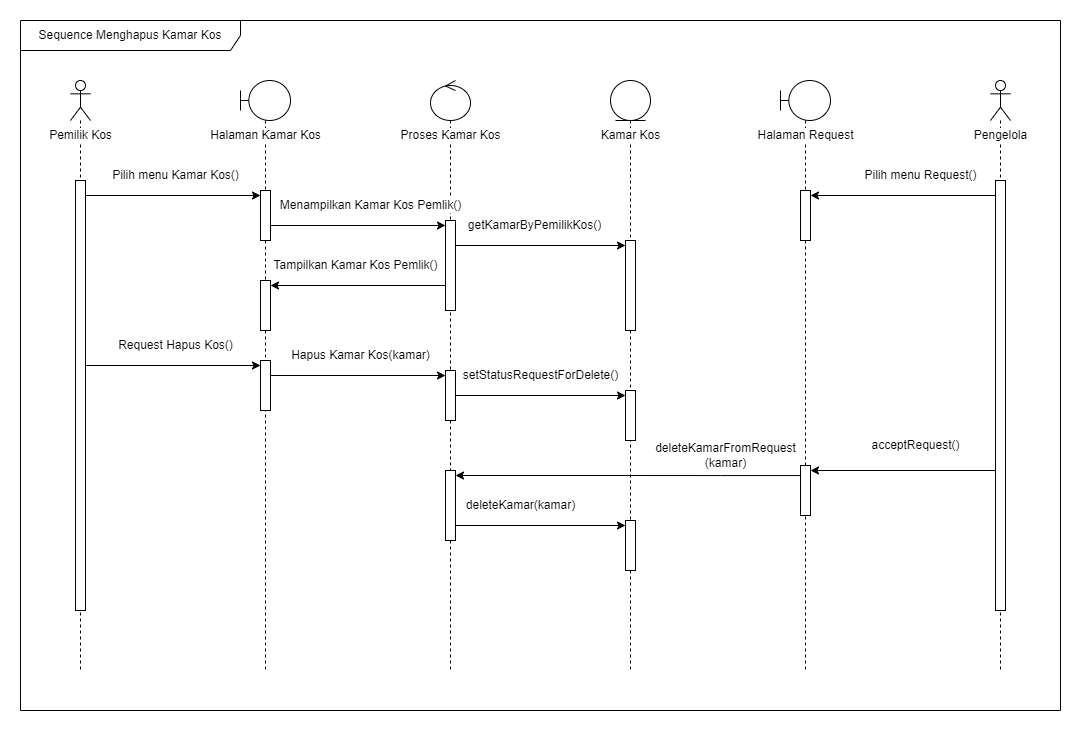 Sequence Menghapus Kamar Kos
Pemilik Kos
Halaman Kamar Kos
Proses Kamar Kos
Kamar Kos
Halaman Request
Pengelola
Pilih menu Kamar Kos()
Pilih menu Request()
Menampilkan Kamar Kos Pemlik()
getKamarByPemilikKos()
Tampilkan Kamar Kos Pemlik()
Request Hapus Kos()
Hapus Kamar Kos(kamar)
setStatusRequestForDelete()
acceptRequest()
deleteKamarFromRequest
(kamar)
deleteKamar(kamar)